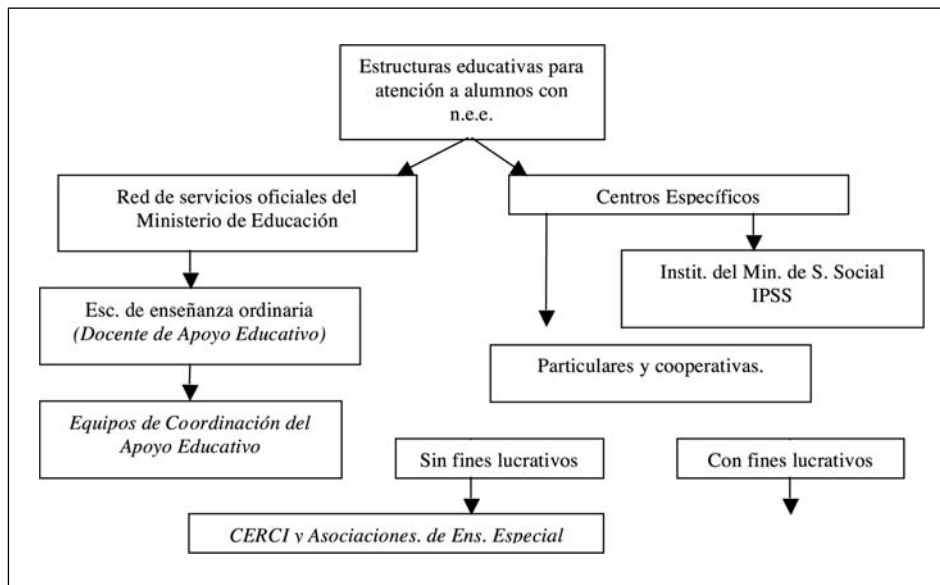 Estructuras educativas para
atención a alumnos con
n.e.e.
Red de servicios oficiales del
Ministerio de Educación
Centros Específicos
Instit. del Min. de S. Social
IPSS
Esc. de enseñanza ordinaria
(Docente de Apoyo Educativo)
Particulares y cooperativas.
Equipos de Coordinación del
Apoyo Educativo
Sin fines lucrativos
Con fines lucrativos
CERCI y Asociaciones. de Ens. Especial